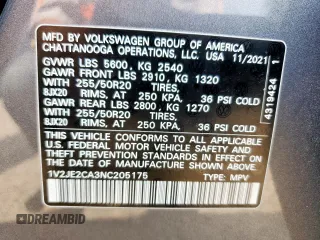 MFD BY VOLKSWAGEN GROUP OF AMERICA
CHATTANOOGA OPERATIONS, LLC. USA 11/2021
GVWR LBS 5600, KG 2540
GAWR FRONT LBS 2910, KG 1320
WITH 255/50R20 TIRES,
8JX20 RIMS, AT 250 KPA, 36 PSI COLD
GAWR REAR LBS 2800, KG 1270
WITH 255/50R20 TIRES,
8JX20 RIMS, AT 250 KPA, 36 PSI COLD
THIS VEHICLE CONFORMS TO ALL APPLICABLE
U.S. FEDERAL MOTOR VEHICLE SAFETY
STANDARDS IN EFFECT ON THE DATE OF
MANUFACTURE SHOWN ABOVE.
1V2JE2CA3NC205175 TYPE: MPV
4319424 1
DREAMBID